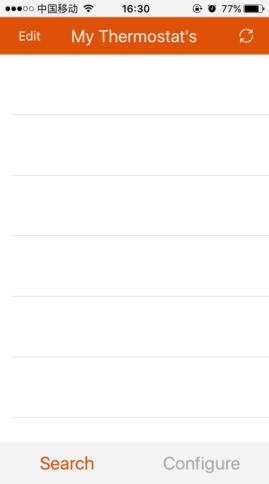 中国移动 16:30 77%
Edit My Thermostat's
Search Configure